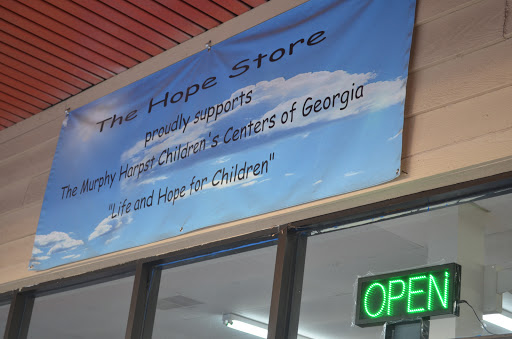 The Hope Store
proudly supports
The Murphy Harpst Children's Centers of Georgia
"Life and Hope for Children"
OPEN